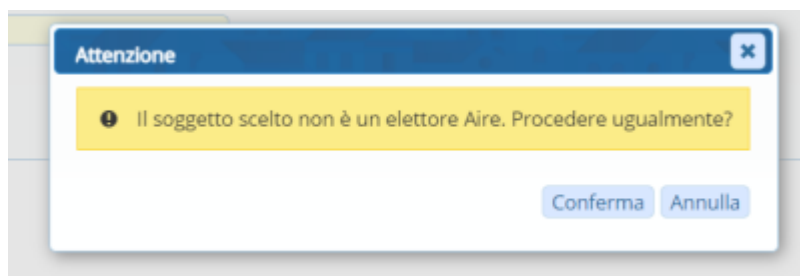 Attenzione
Il soggetto scelto non è un elettore Aire. Procedere ugualmente?
Conferma Annulla